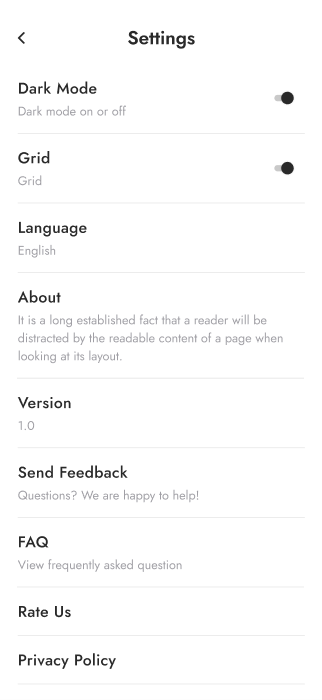 Settings
Dark Mode
Dark mode on or off
Grid
Grid
Language
English
About
It is a long established fact that a reader will be
distracted by the readable content of a page when
looking at its layout.
Version
1.0
Send Feedback
Questions? We are happy to help!
FAQ
View frequently asked question
Rate Us
Privacy Policy